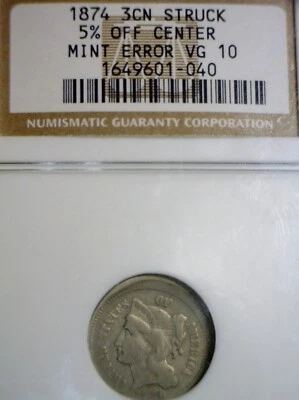 1874 3CN STRUCK
5% OFF CENTER
MINT ERROR VG 10
1649601-040
NUMISMATIC GUARANTY CORPORATION